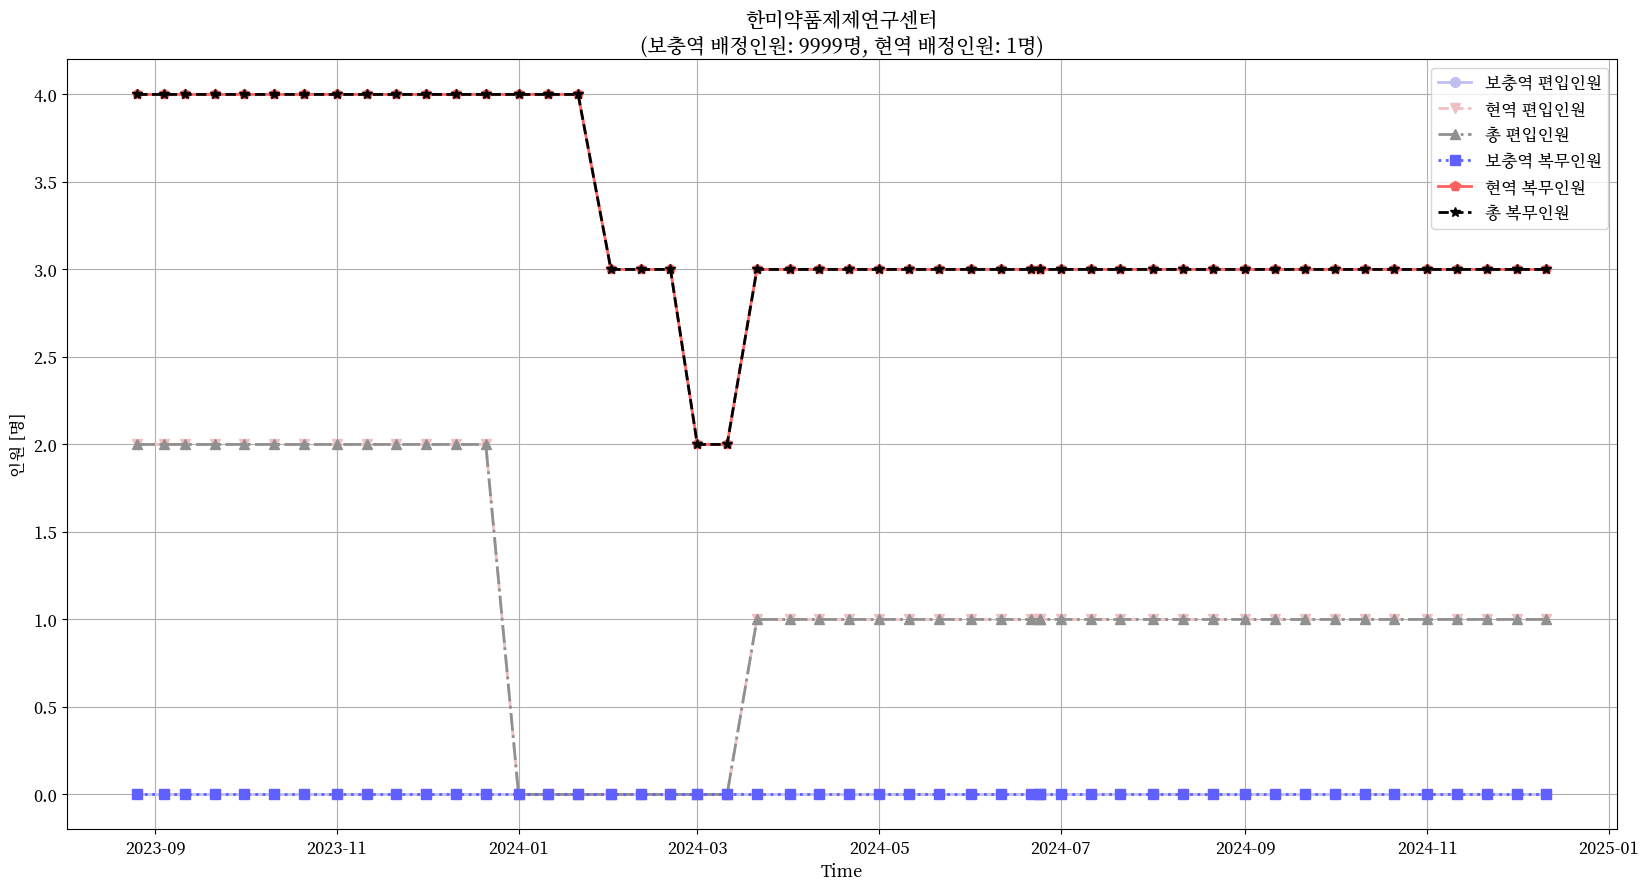 한미약품제제연구센터
(보충역 배정인원: 9999명, 현역 배정인원: 1명)
보충역 편입인원
현역 편입인원
총 편입인원
보충역 복무인원
현역 복무인원
총 복무인원
인원 [명]
4.0
3.5
3.0
2.5
2.0
1.5
1.0
0.5
0.0
2023-09 2023-11 2024-01 2024-03 2024-05 2024-07 2024-09 2024-11 2025-01
Time